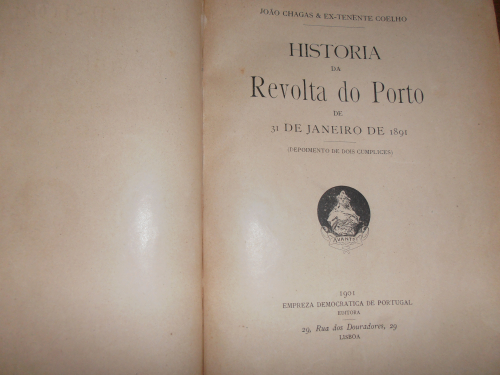 JOÃO CHAGAS & EX-TENENTE COELHO
HISTORIA
DA
Revolta do Porto
DE
31 DE JANEIRO DE 1891
(DEPOIMENTO DE DOIS CUMPLICES)
AVANTE
1901
EMPREZA DEMOCRATICA DE PORTUGAL
EDITORA
29, Rua dos Douradores, 29
LISBOA